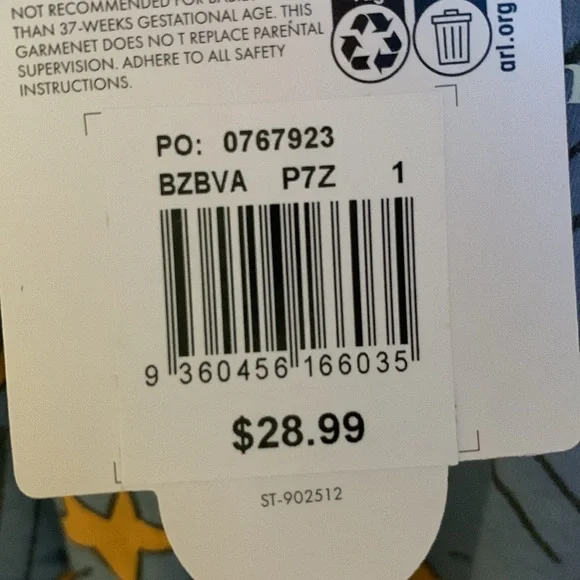 NOT RECOMMENDED FOR BABIES
THAN 37-WEEKS GESTATIONAL AGE. THIS
GARMENET DOES NO T REPLACE PARENTAL
SUPERVISION. ADHERE TO ALL SAFETY
INSTRUCTIONS.
arl.org
PO: 0767923
BZBVA P7Z 1
9 360456 166035
$28.99
ST-902512